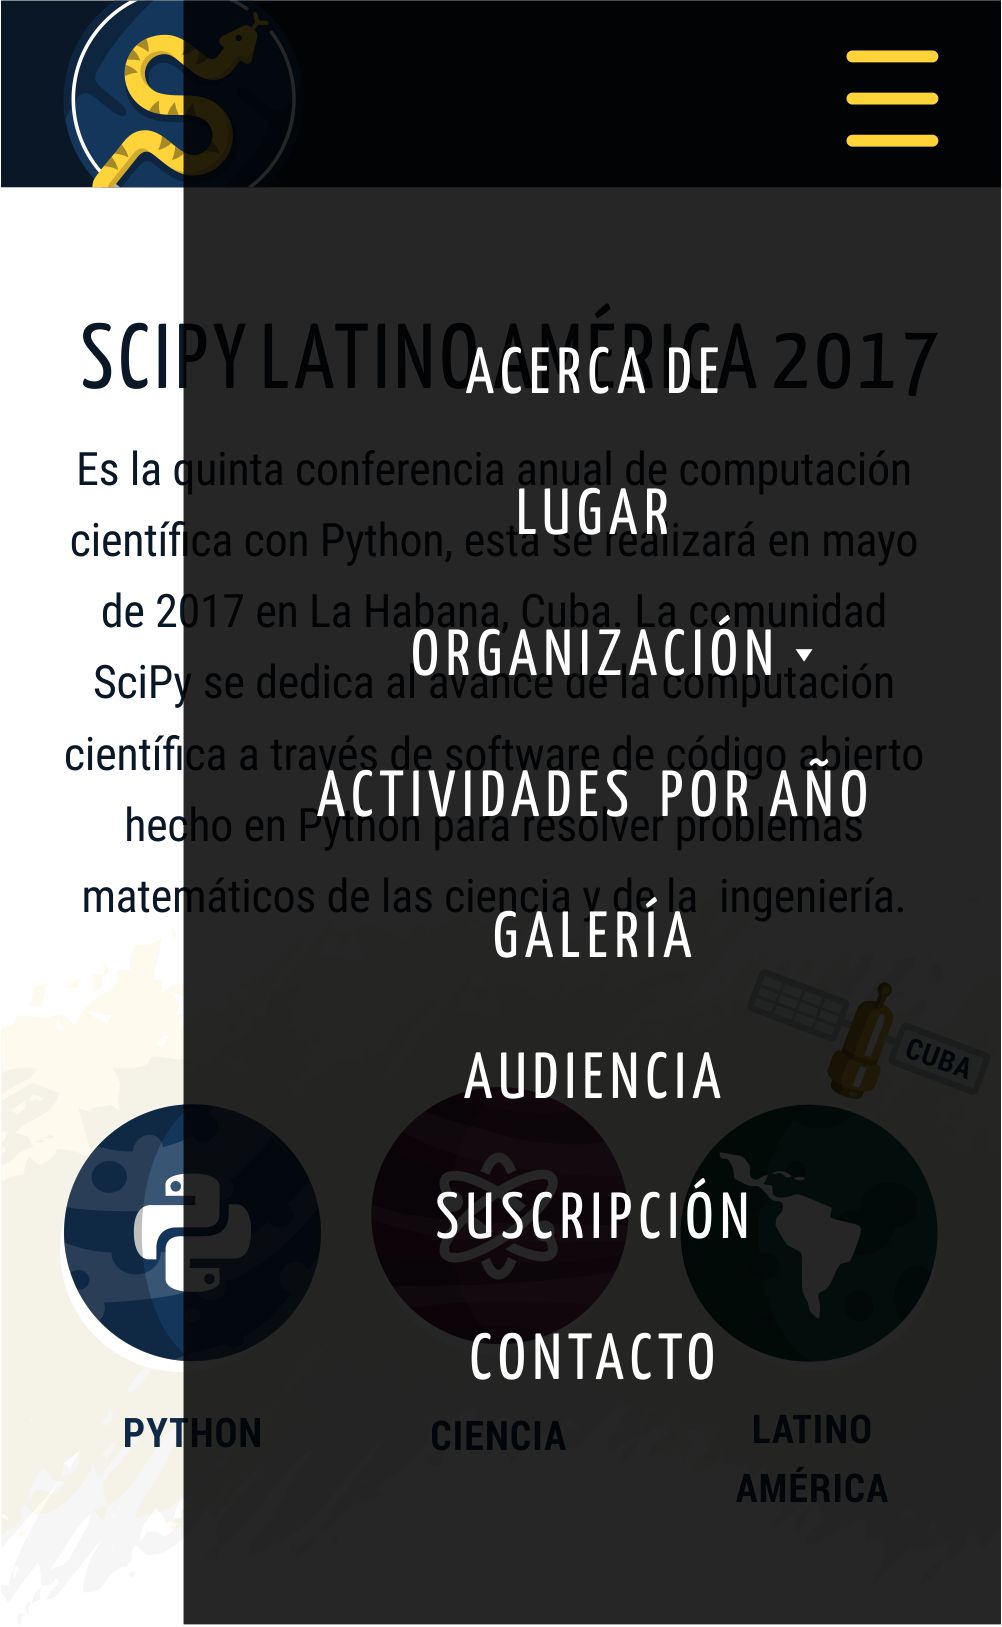 SCIPY LATINO AMÉRICA 2017
Es la quinta conferencia anual de computación
científica con Python, esta se realizará en mayo
de 2017 en La Habana, Cuba. La comunidad
SciPy se dedica al avance de la computación
científica a través de software de código abierto
hecho en Python para resolver problemas
matemáticos de las ciencia y de la ingeniería.
ACERCA DE
LUGAR
ORGANIZACIÓN
ACTIVIDADES POR AÑO
GALERÍA
AUDIENCIA
SUSCRIPCIÓN
CONTACTO
CUBA
PYTHON
CIENCIA
LATINO
AMÉRICA